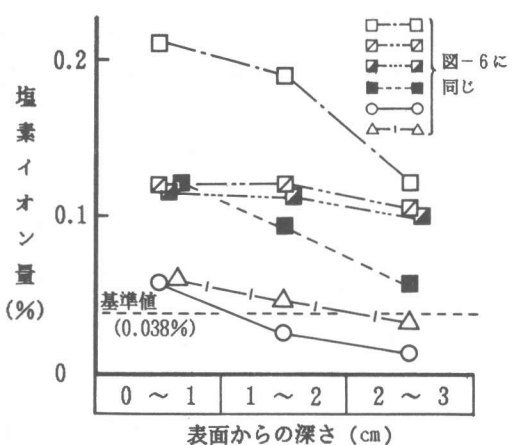 0.2
0.1
0
塩素イオン量(%)
図-6に
同じ
基準値
(0.038%)
0 ~ 1
1 ~ 2
2 ~ 3
表面からの深さ(cm)